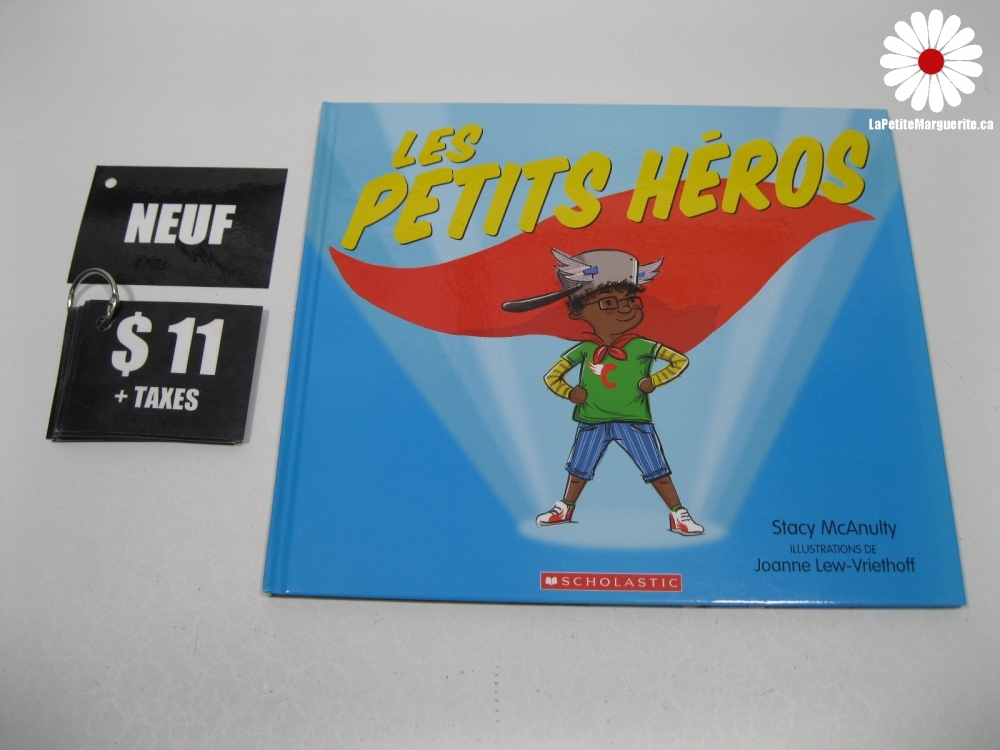 LaPetiteMarguerite.ca
NEUF
$ 11
+ TAXES
LES
PETITS HÉROS
C
Stacy McAnulty
ILLUSTRATIONS DE
Joanne Lew-Vriethoff
SCHOLASTIC